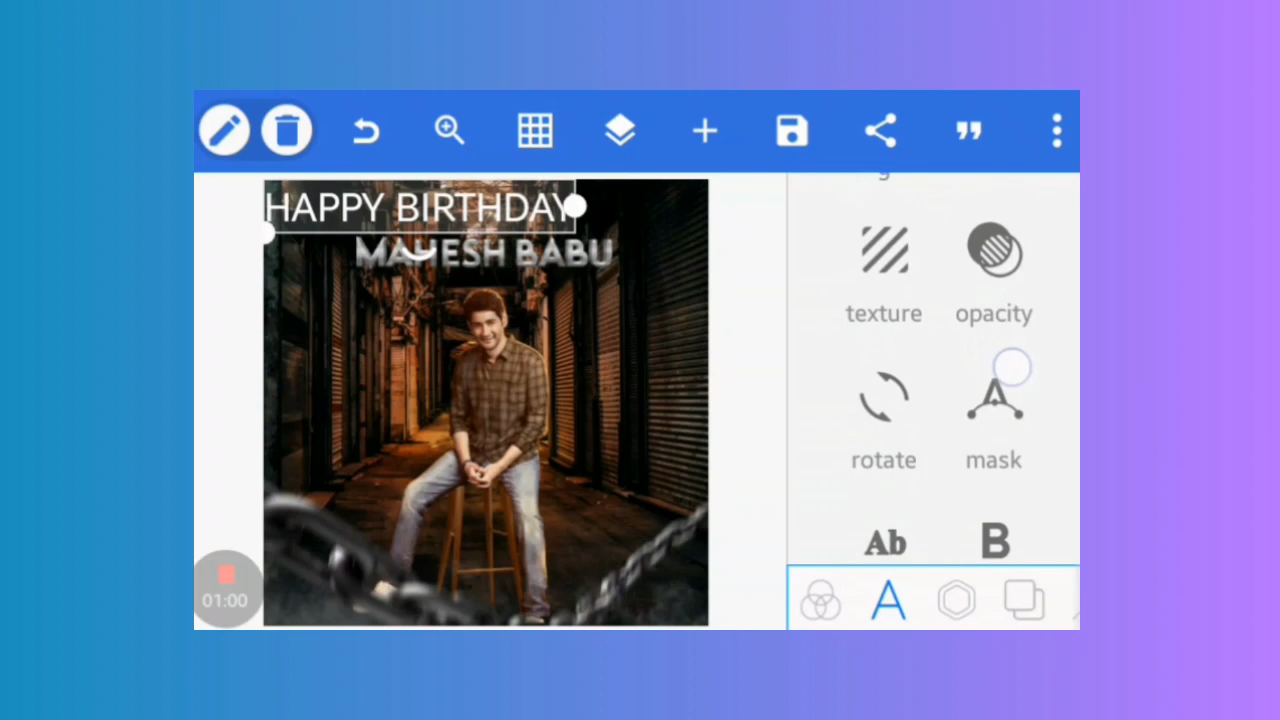 HAPPY BIRTHDAY
MAHESH BABU
texture
opacity
rotate
mask
Ab
B
A
01:00